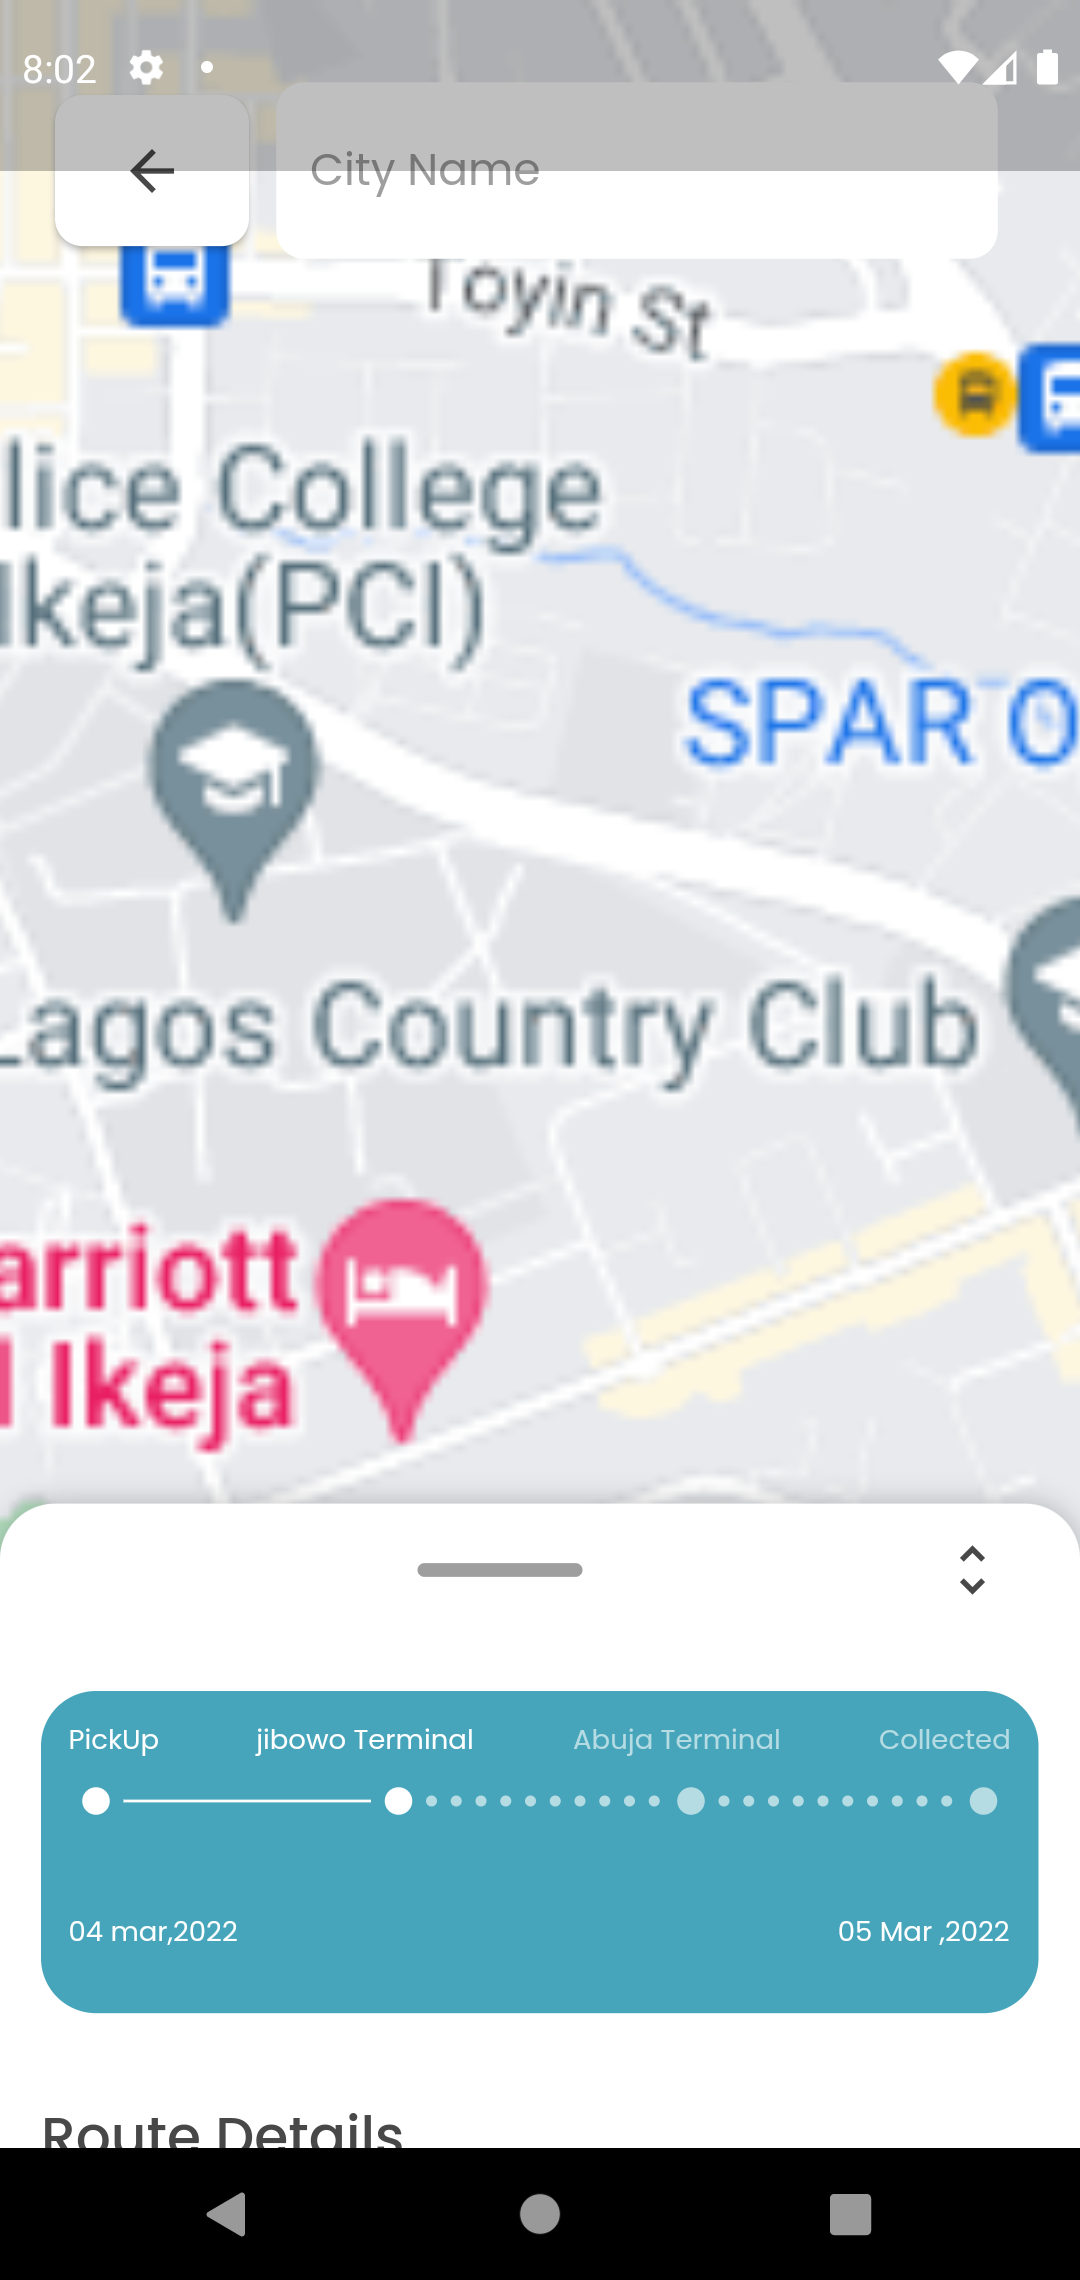 8:02
City Name
Toyin St
lice College
Ikeja(PCI)
SPAR O
Lagos Country Club
arriott
l Ikeja
PickUp jibowo Terminal Abuja Terminal Collected
04 mar,2022 05 Mar ,2022
Route Details